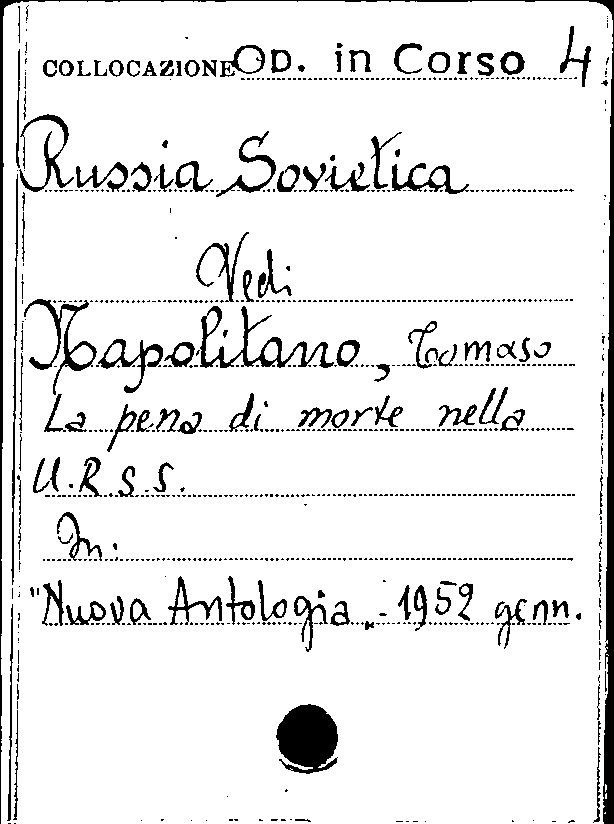 COLLOCAZIONE OD. in Corso 4
Russia Sovietica
Vedi
Napolitano, Tomaso
La pena di morte nella
U.R.S.S.
In:
"Nuova Antologia„ - 1952 genn.